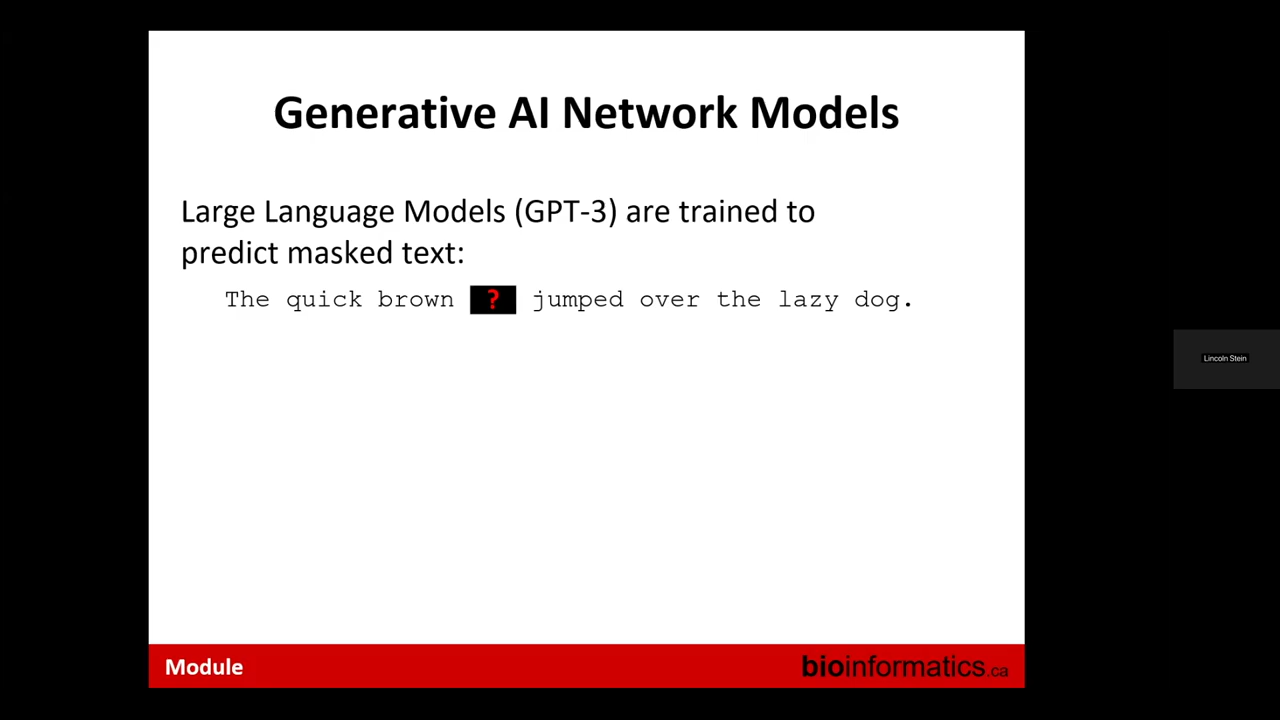 Generative AI Network Models
Large Language Models (GPT-3) are trained to
predict masked text:
The quick brown ? jumped over the lazy dog.
Lincoln Stein
Module
bioinformatics.ca